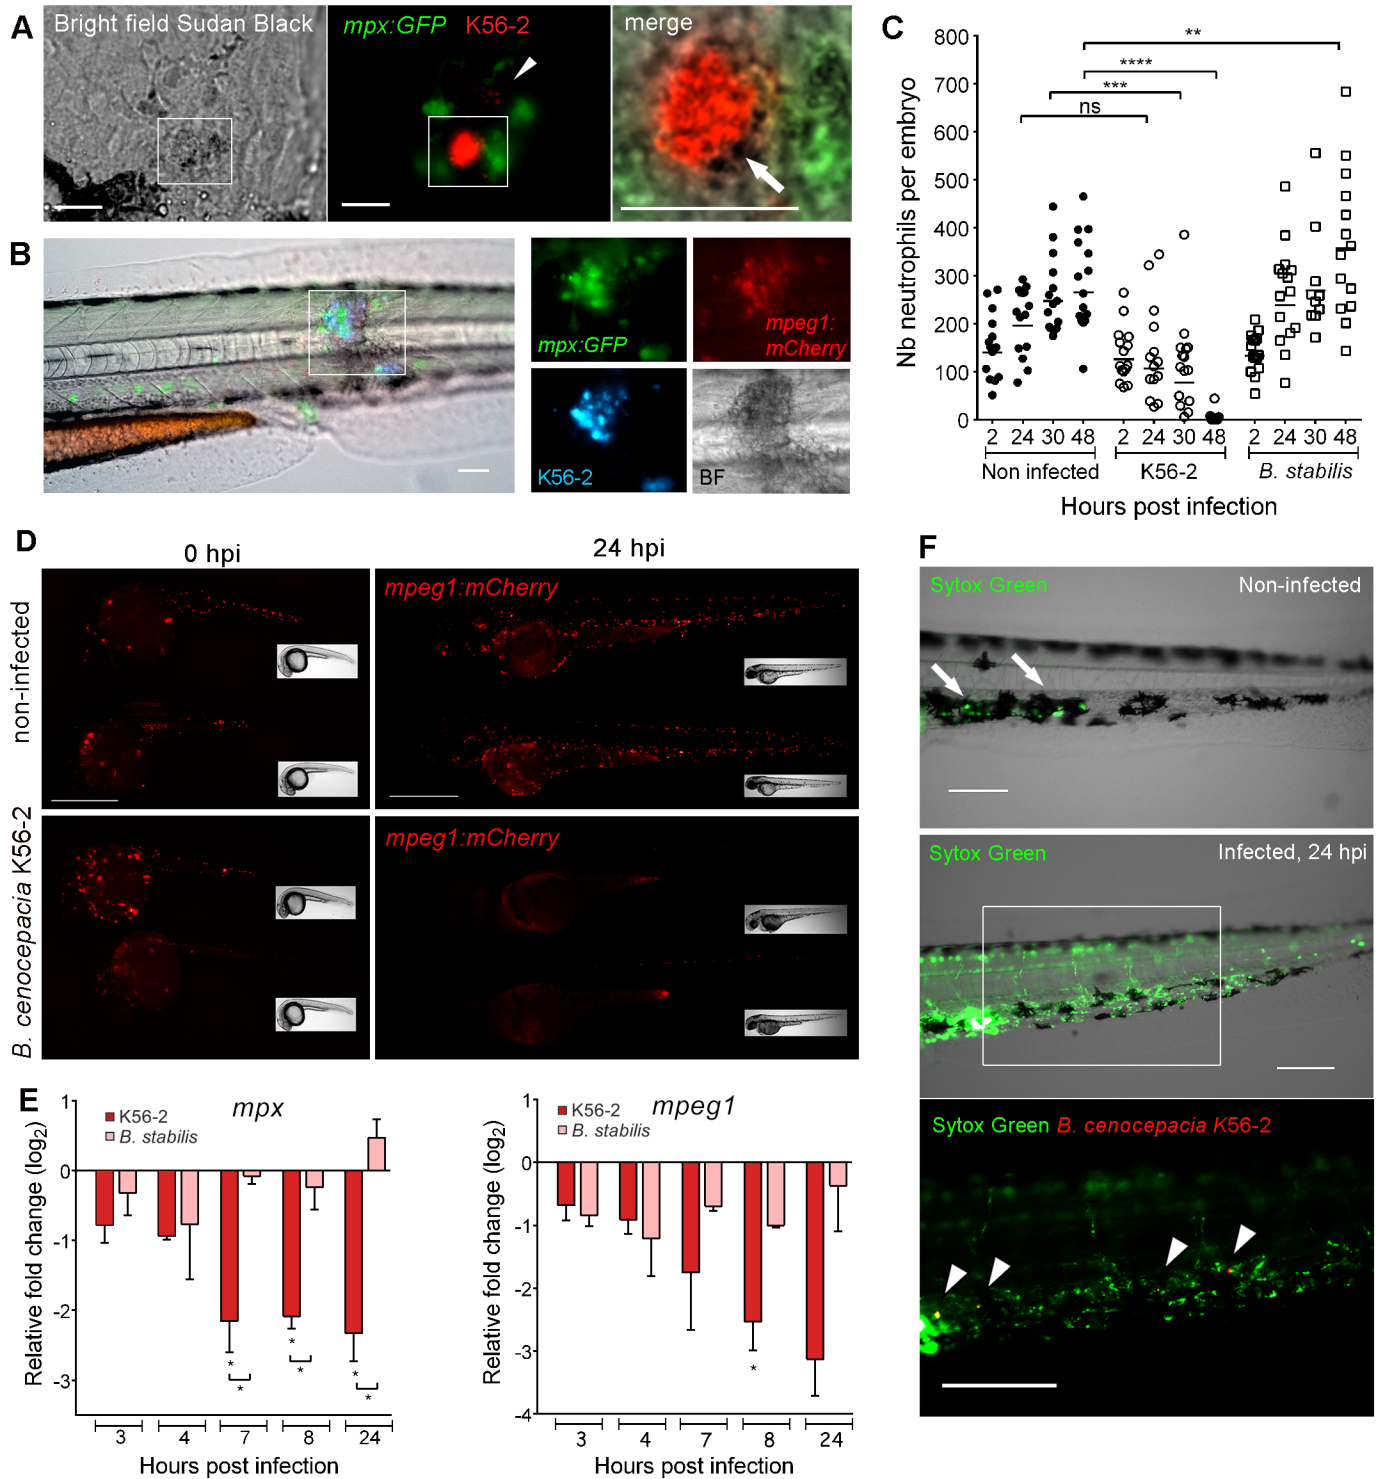 A
Bright field Sudan Black
mpx:GFP K56-2
merge
B
mpx:GFP
mpeg1:
mCherry
K56-2
BF
C
Nb neutrophils per embryo
800
700
600
500
400
300
200
100
0
**
****
***
ns
2 24 30 48 2 24 30 48 2 24 30 48
Non infected K56-2 B. stabilis
Hours post infection
D
0 hpi 24 hpi
non-infected
mpeg1:mCherry
B. cenocepacia K56-2
mpeg1:mCherry
E
mpx
K56-2
B. stabilis
Relative fold change (log2)
1
0
-1
-2
-3
* * * * * *
3 4 7 8 24
Hours post infection
mpeg1
K56-2
B. stabilis
Relative fold change (log2)
1
0
-1
-2
-3
-4
*
3 4 7 8 24
Hours post infection
F
Sytox Green Non-infected
Sytox Green Infected, 24 hpi
Sytox Green B. cenocepacia K56-2